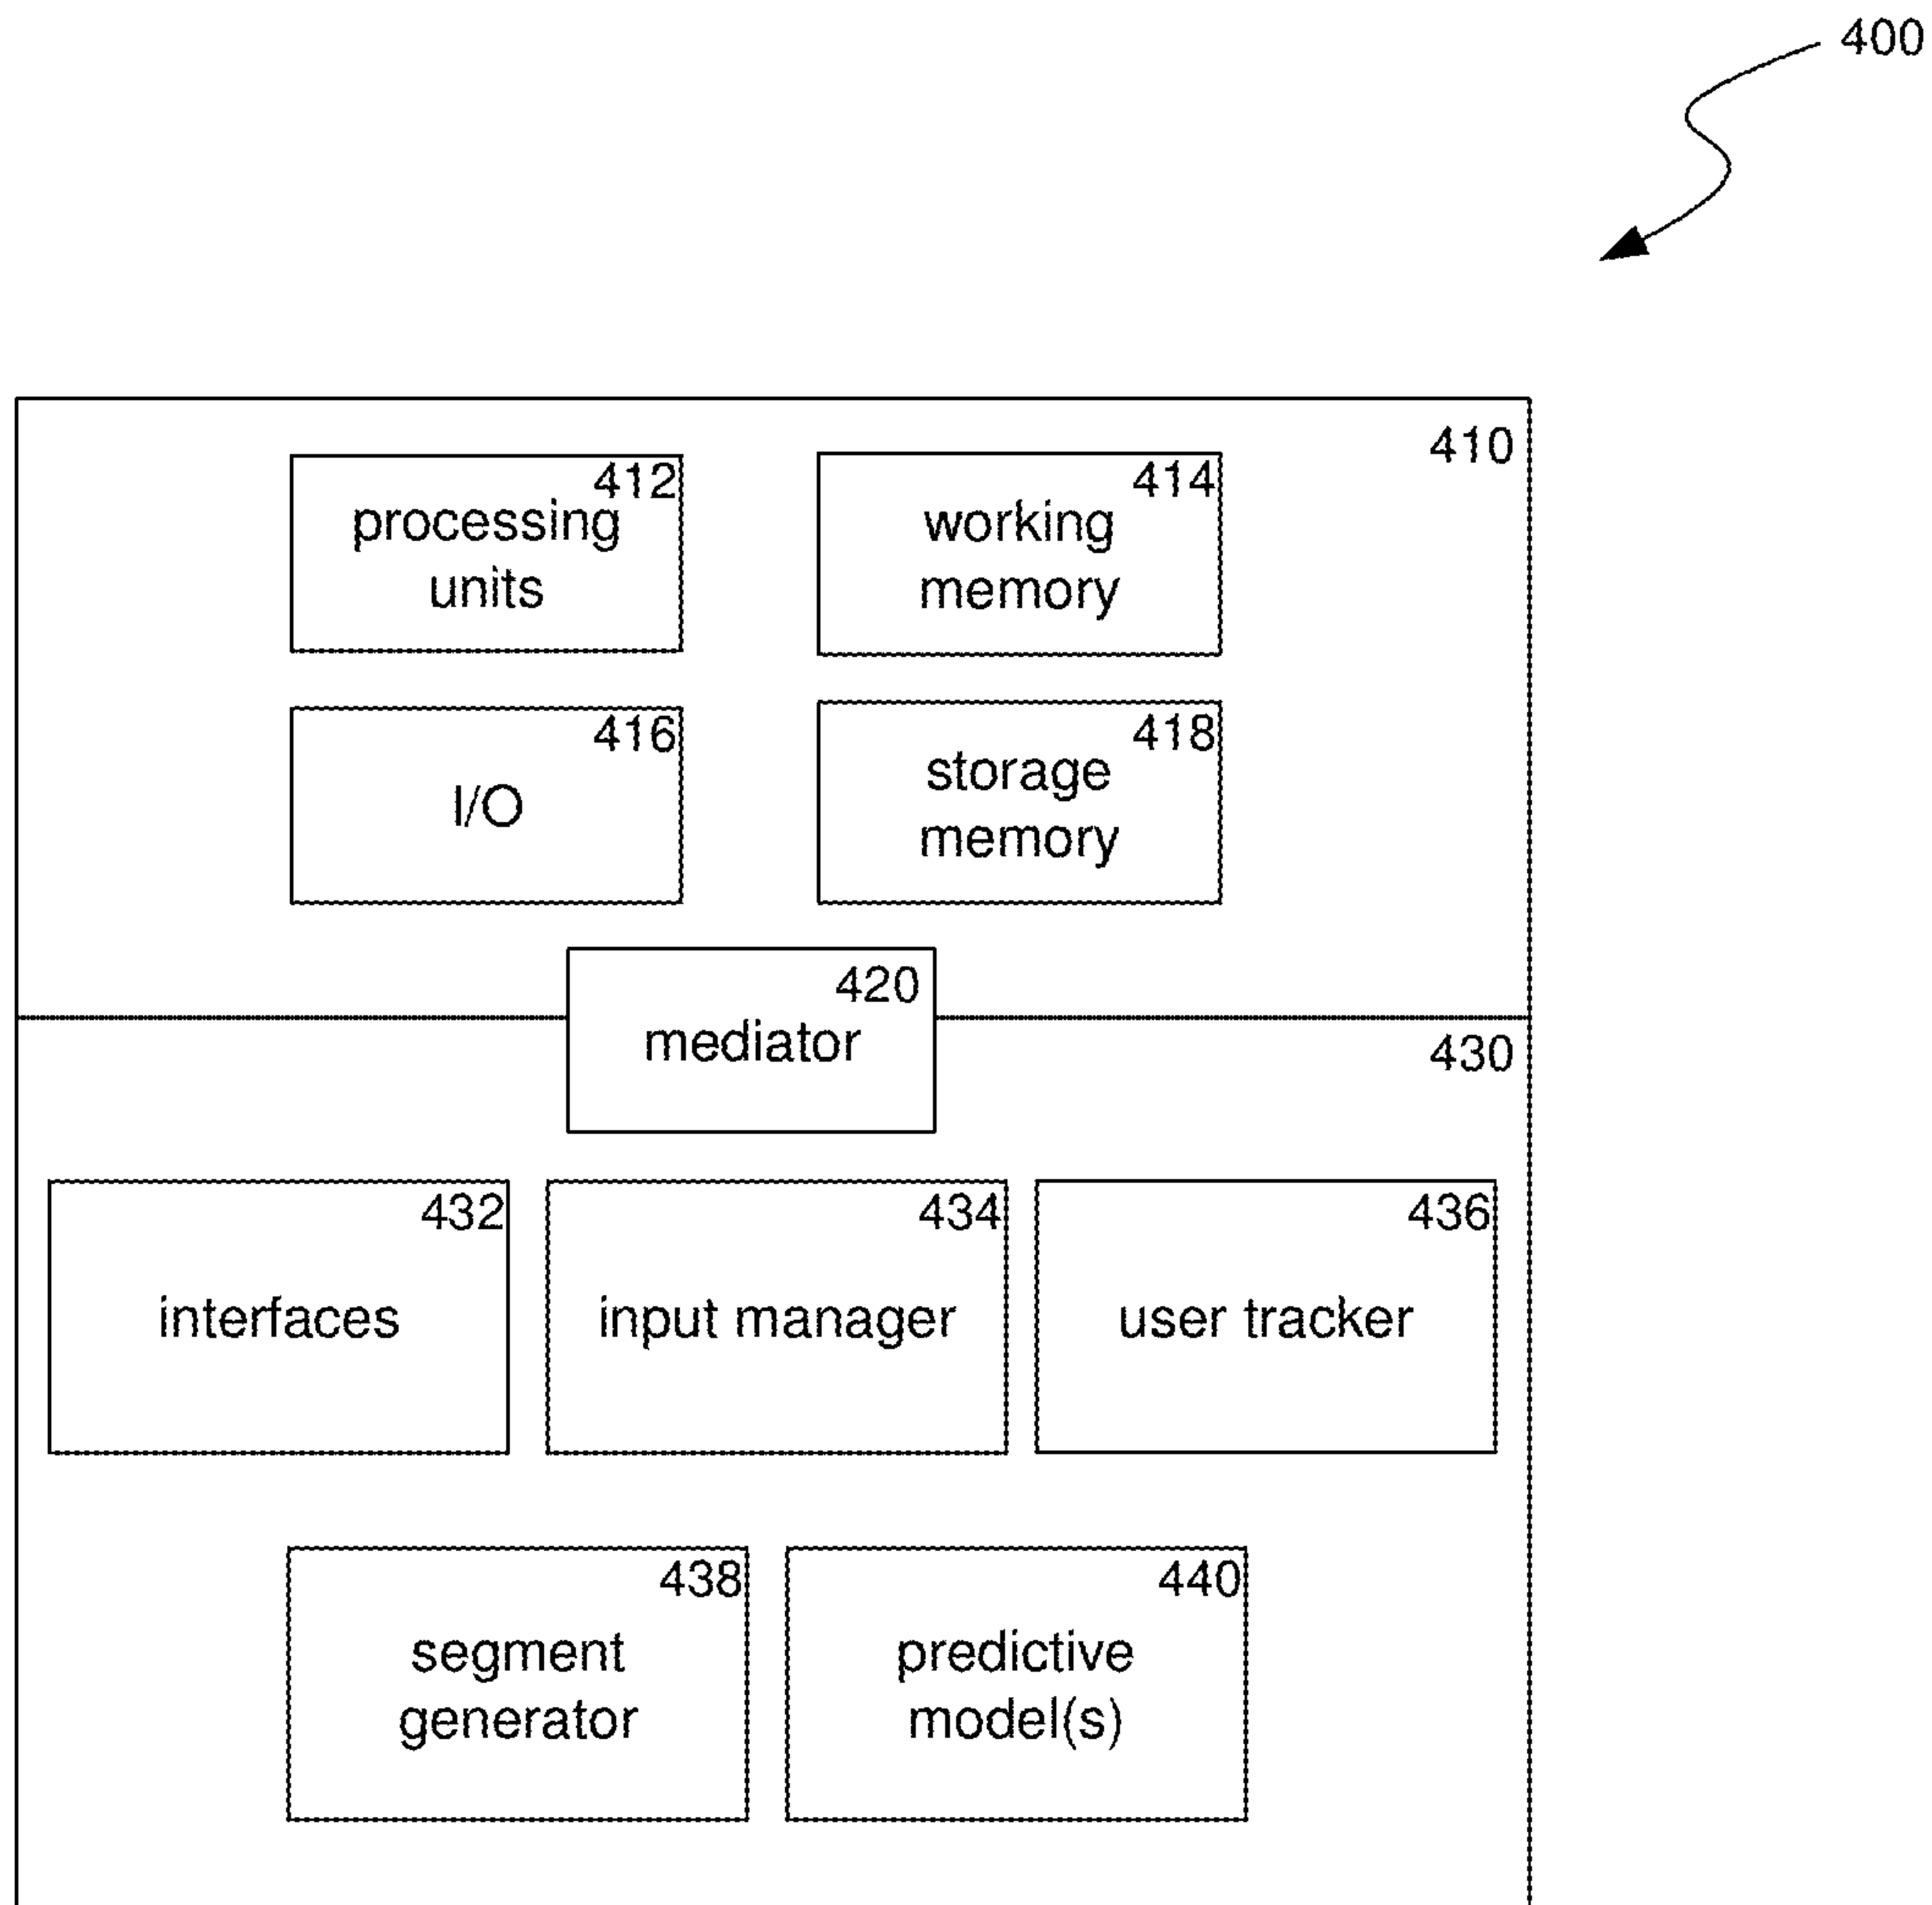 400
410
412
processing
units
414
working
memory
416
I/O
418
storage
memory
420
mediator
430
432
interfaces
434
input manager
436
user tracker
438
segment
generator
440
predictive
model(s)